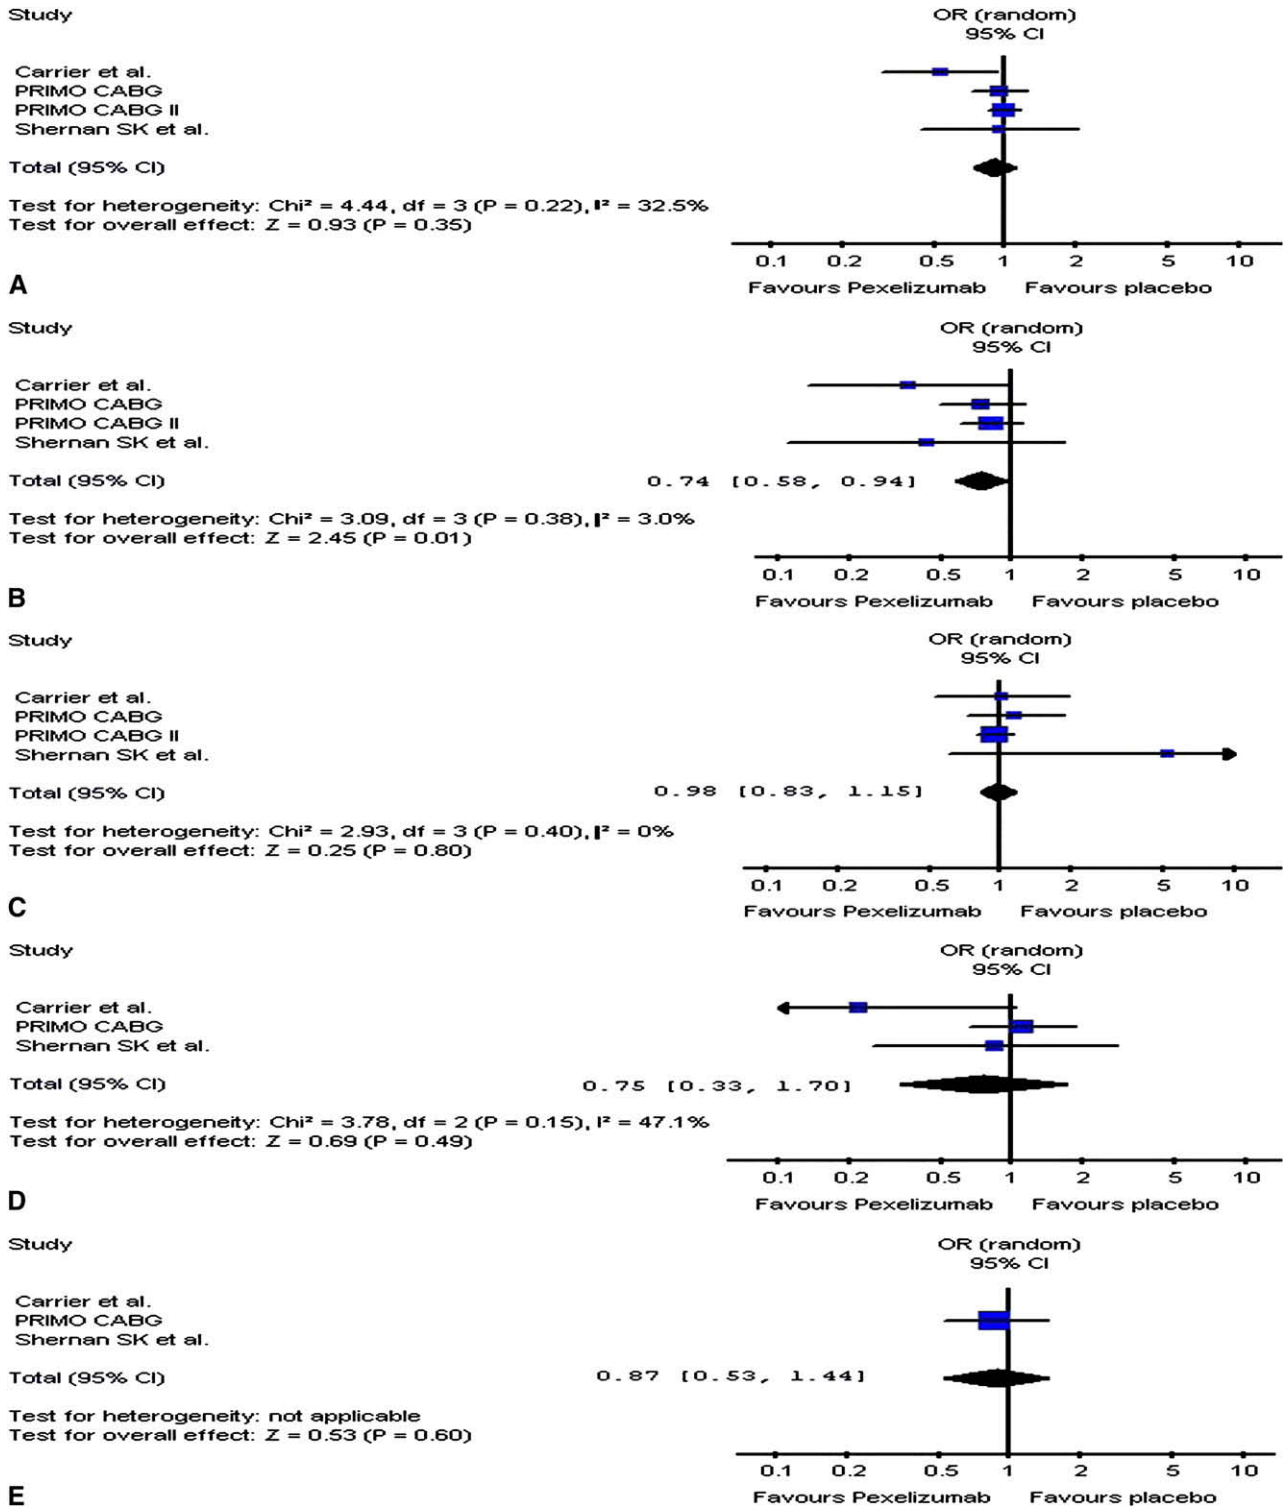 Study
OR (random)
95% CI
Carrier et al.
PRIMO CABG
PRIMO CABG II
Shernan SK et al.
Total (95% CI)
Test for heterogeneity: Chi² = 4.44, df = 3 (P = 0.22), I² = 32.5%
Test for overall effect: Z = 0.93 (P = 0.35)
0.1 0.2 0.5 1 2 5 10
Favours Pexelizumab Favours placebo
A
Study
OR (random)
95% CI
Carrier et al.
PRIMO CABG
PRIMO CABG II
Shernan SK et al.
Total (95% CI) 0.74 [0.58, 0.94]
Test for heterogeneity: Chi² = 3.09, df = 3 (P = 0.38), I² = 3.0%
Test for overall effect: Z = 2.45 (P = 0.01)
0.1 0.2 0.5 1 2 5 10
Favours Pexelizumab Favours placebo
B
Study
OR (random)
95% CI
Carrier et al.
PRIMO CABG
PRIMO CABG II
Shernan SK et al.
Total (95% CI) 0.98 [0.83, 1.15]
Test for heterogeneity: Chi² = 2.93, df = 3 (P = 0.40), I² = 0%
Test for overall effect: Z = 0.25 (P = 0.80)
0.1 0.2 0.5 1 2 5 10
Favours Pexelizumab Favours placebo
C
Study
OR (random)
95% CI
Carrier et al.
PRIMO CABG
Shernan SK et al.
Total (95% CI) 0.75 [0.33, 1.70]
Test for heterogeneity: Chi² = 3.78, df = 2 (P = 0.15), I² = 47.1%
Test for overall effect: Z = 0.69 (P = 0.49)
0.1 0.2 0.5 1 2 5 10
Favours Pexelizumab Favours placebo
D
Study
OR (random)
95% CI
Carrier et al.
PRIMO CABG
Shernan SK et al.
Total (95% CI) 0.87 [0.53, 1.44]
Test for heterogeneity: not applicable
Test for overall effect: Z = 0.53 (P = 0.60)
0.1 0.2 0.5 1 2 5 10
Favours Pexelizumab Favours placebo
E